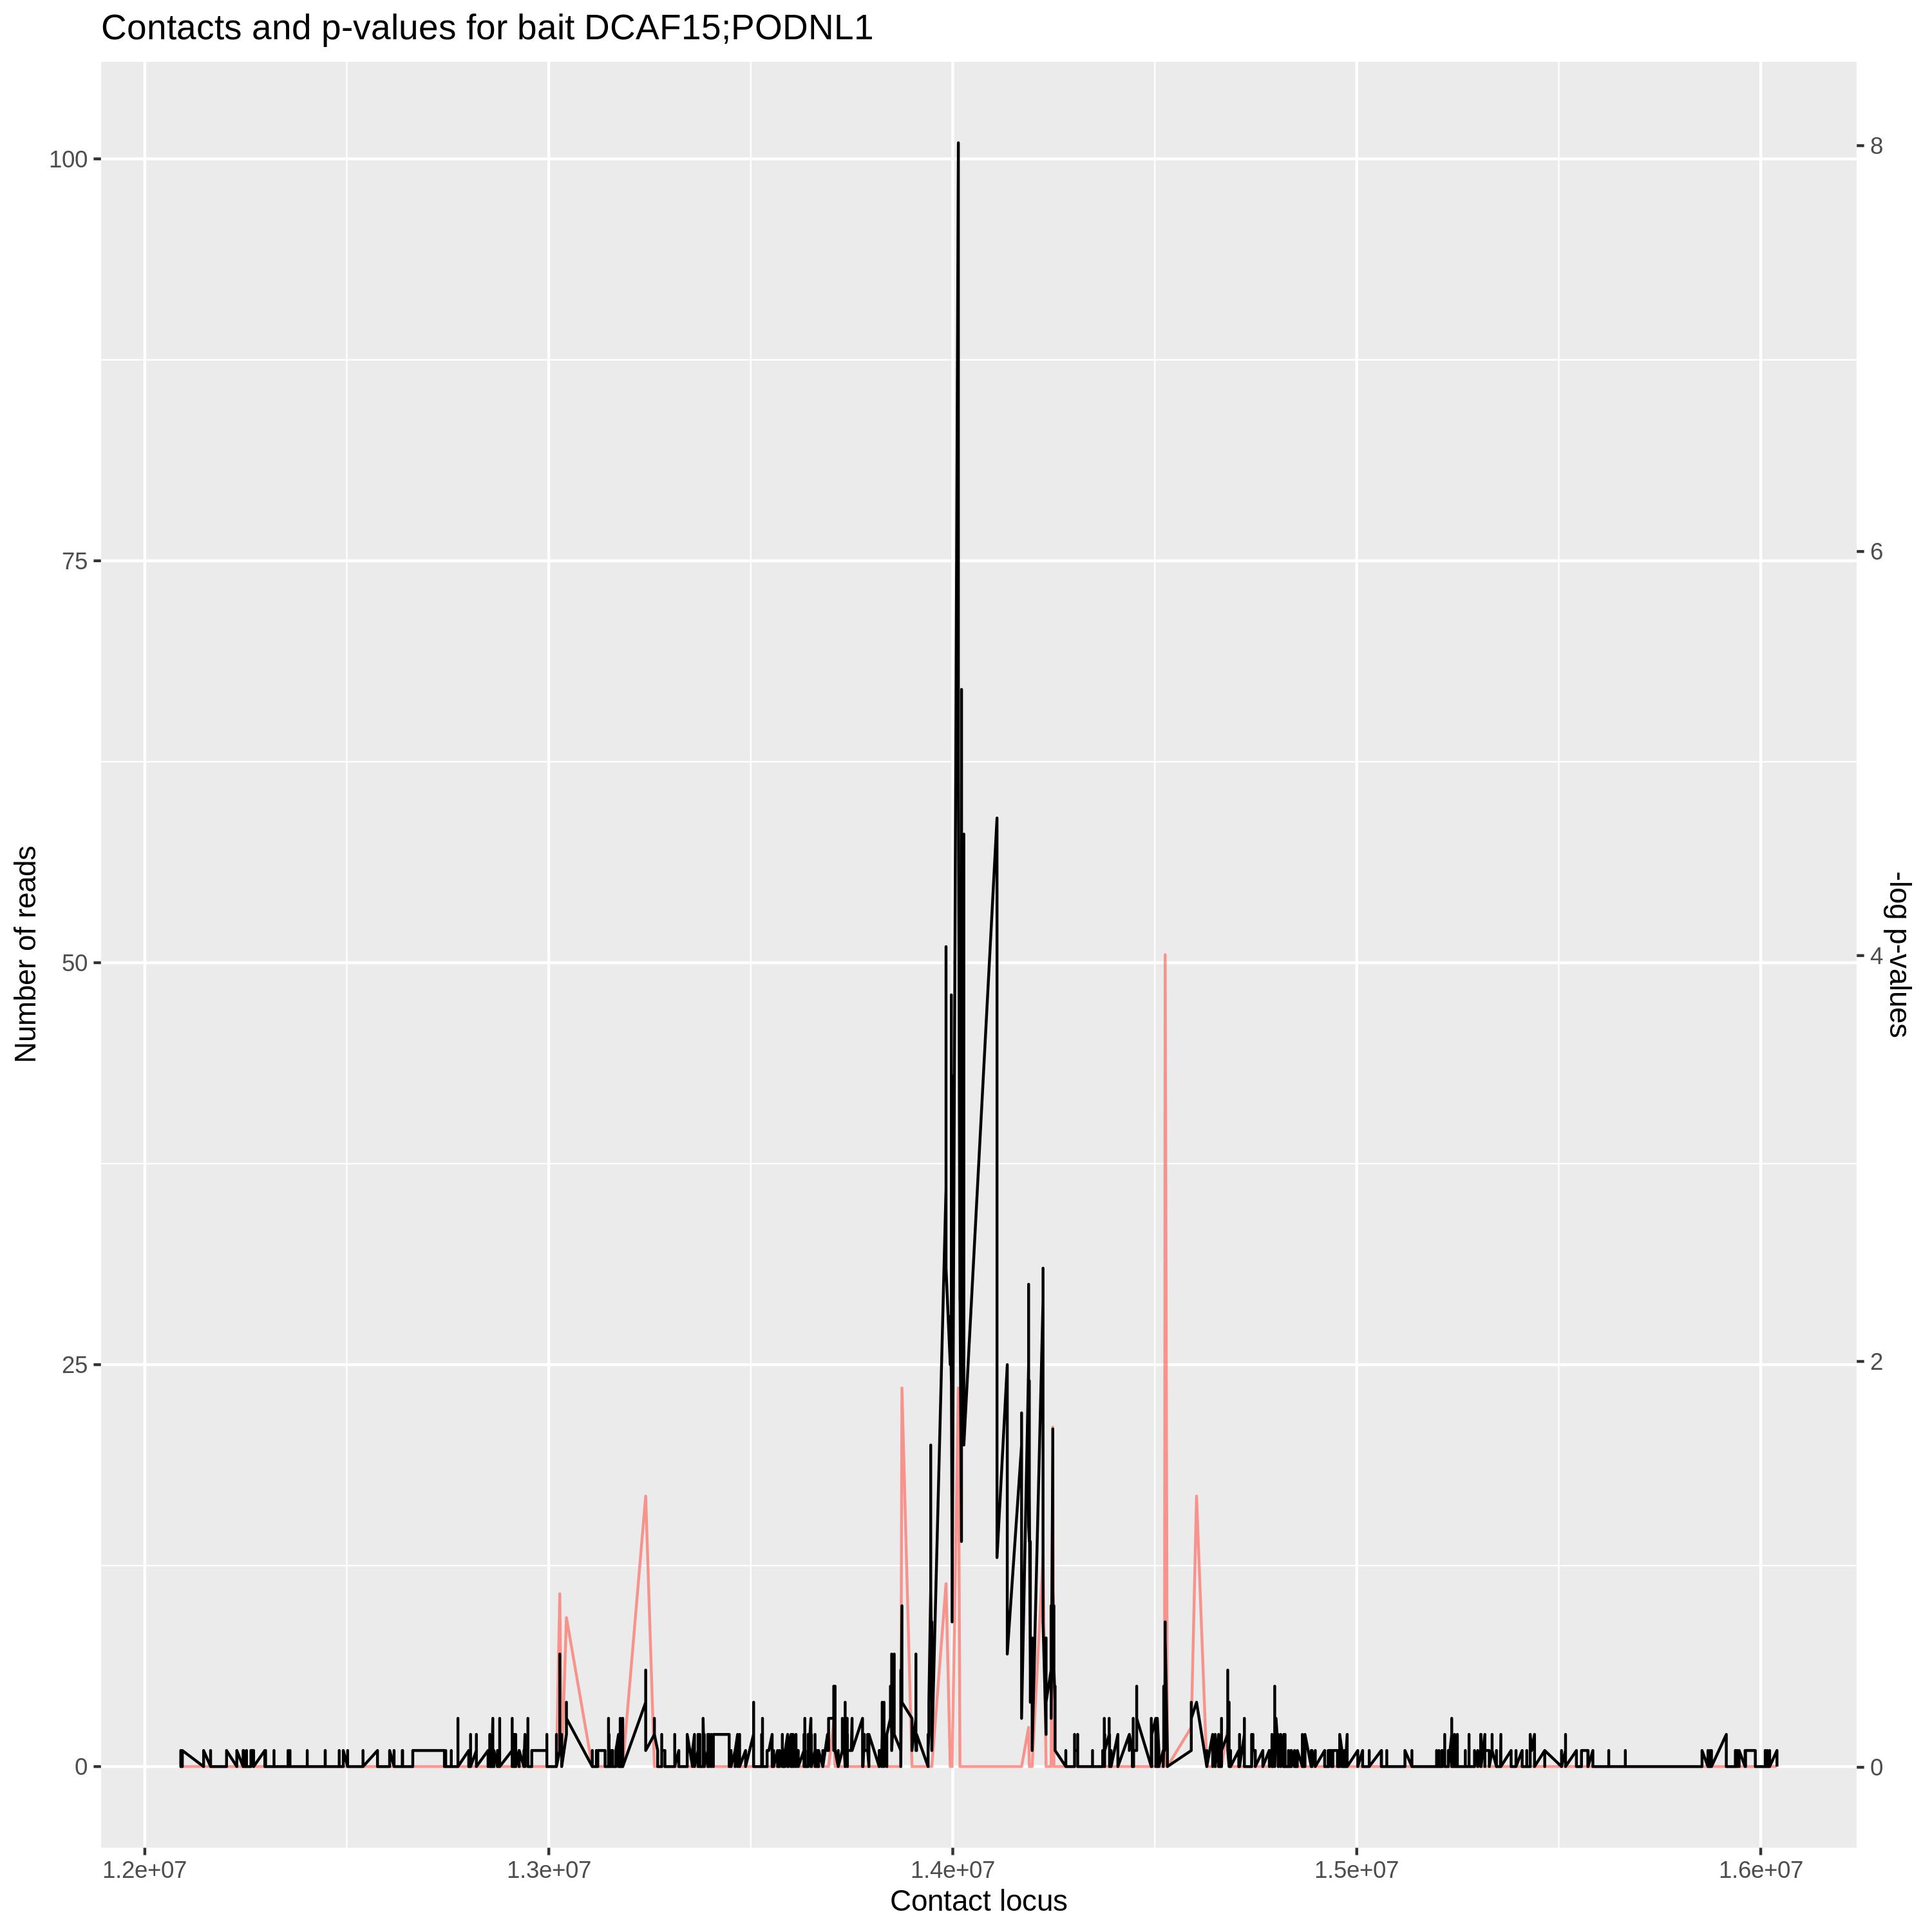 Contacts and p-values for bait DCAF15;PODNL1
100
75
50
25
0
Number of reads
8
6
4
2
0
-log p-values
1.2e+07
1.3e+07
1.4e+07
1.5e+07
1.6e+07
Contact locus